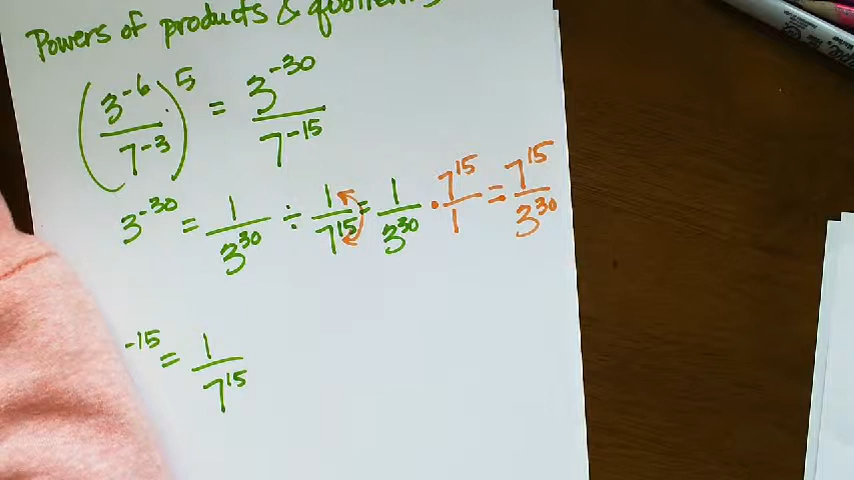 Powers of products &
(3^-6 / 7^-3)^5 = 3^-30 / 7^-15
3^-30 = 1/3^30 ÷ 1/7^15 = 1/3^30 · 7^15/1 = 7^15/3^30
-15 = 1/7^15